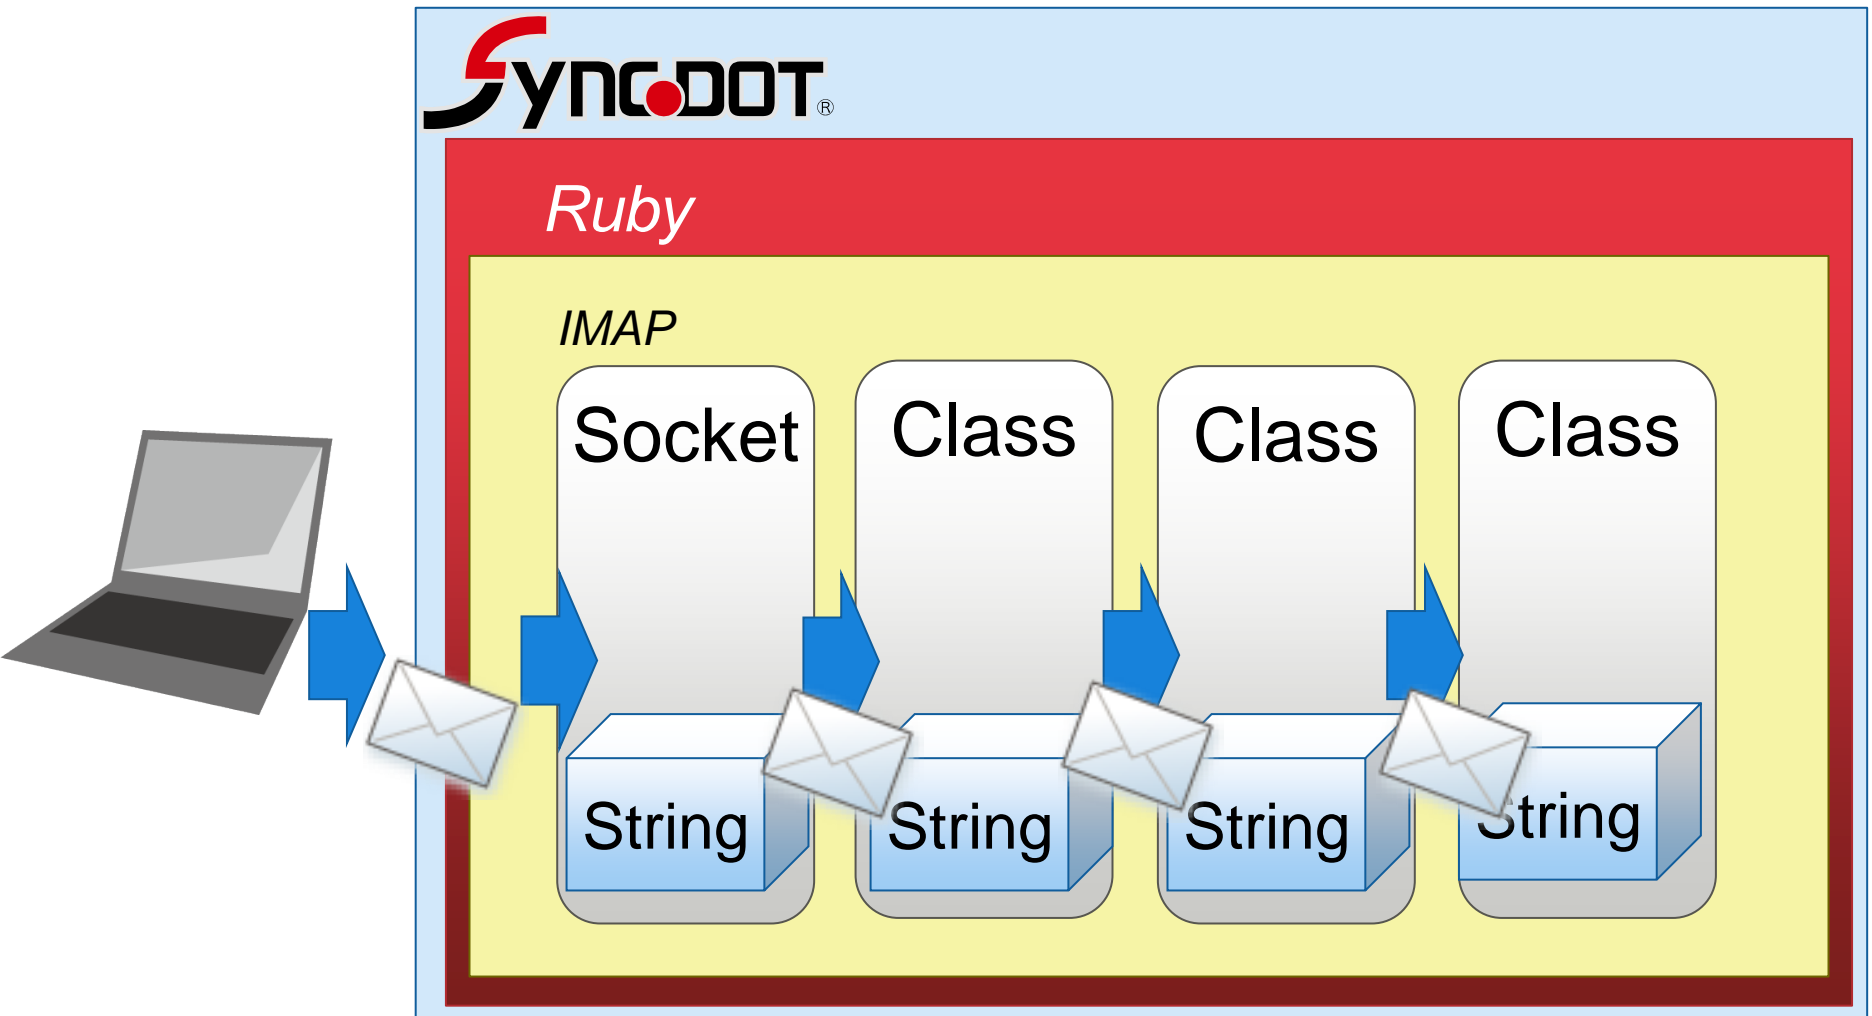 SYNCDOT®
Ruby
IMAP
Socket
Class
Class
Class
String
String
String
String